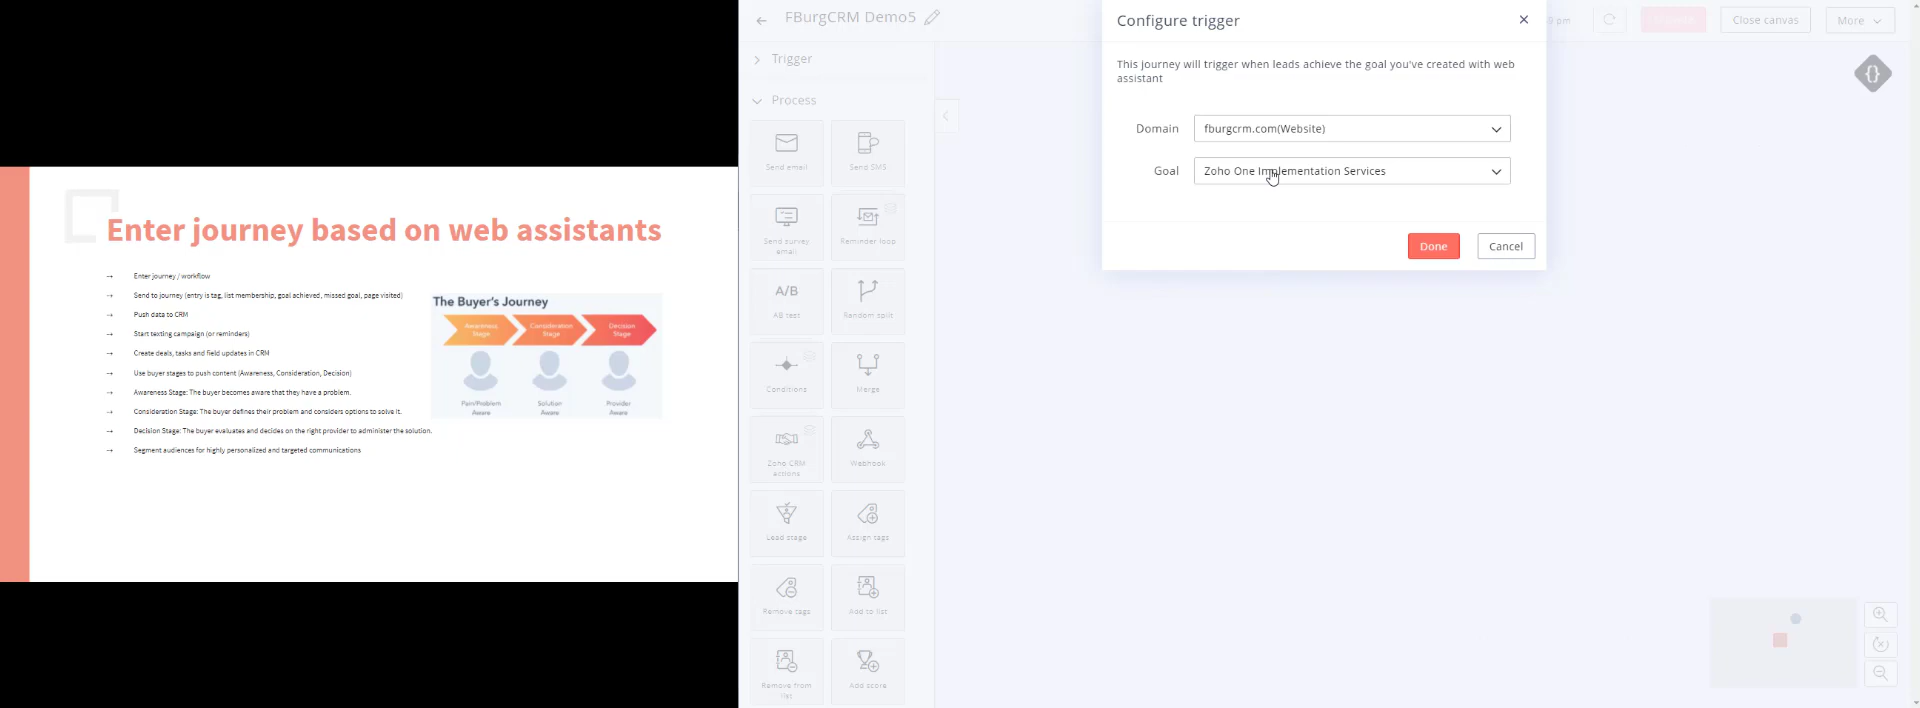 Enter journey based on web assistants
→ Enter journey / workflow
→ Send to journey (entry is tag, list membership, goal achieved, missed goal, page visited)
→ Push data to CRM
→ Start texting campaign (or reminders)
→ Create deals, tasks and field updates in CRM
→ Use buyer stages to push content (Awareness, Consideration, Decision)
→ Awareness Stage: The buyer becomes aware that they have a problem.
→ Consideration Stage: The buyer defines their problem and considers options to solve it.
→ Decision Stage: The buyer evaluates and decides on the right provider to administer the solution.
→ Segment audiences for highly personalized and targeted communications
The Buyer's Journey
Awareness Stage
Consideration Stage
Decision Stage
Pain/Problem Aware
Solution Aware
Provider Aware
FBurgCRM Demo5
Trigger
Process
Send email
Send SMS
Send survey email
Reminder loop
A/B
AB test
Random split
Conditions
Merge
Zoho CRM actions
Webhook
Lead stage
Assign tags
Remove tags
Add to list
Remove from list
Add score
Configure trigger
This journey will trigger when leads achieve the goal you've created with web
assistant
Domain
fburgcrm.com(Website)
Goal
Zoho One Implementation Services
Done
Cancel
pm
Close canvas
More
{}